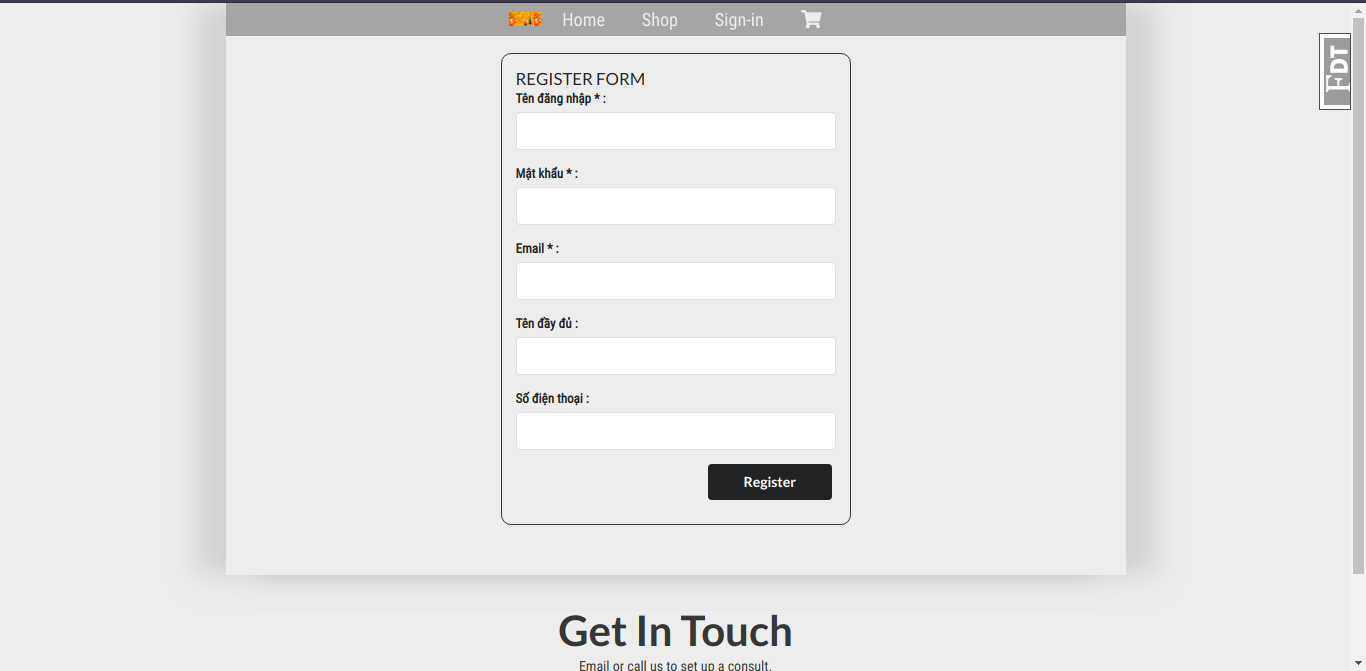 Home Shop Sign-in
FDT
REGISTER FORM
Tên đăng nhập * :
Mật khẩu * :
Email * :
Tên đầy đủ :
Số điện thoại :
Register
Get In Touch
Email or call us to set up a consult.